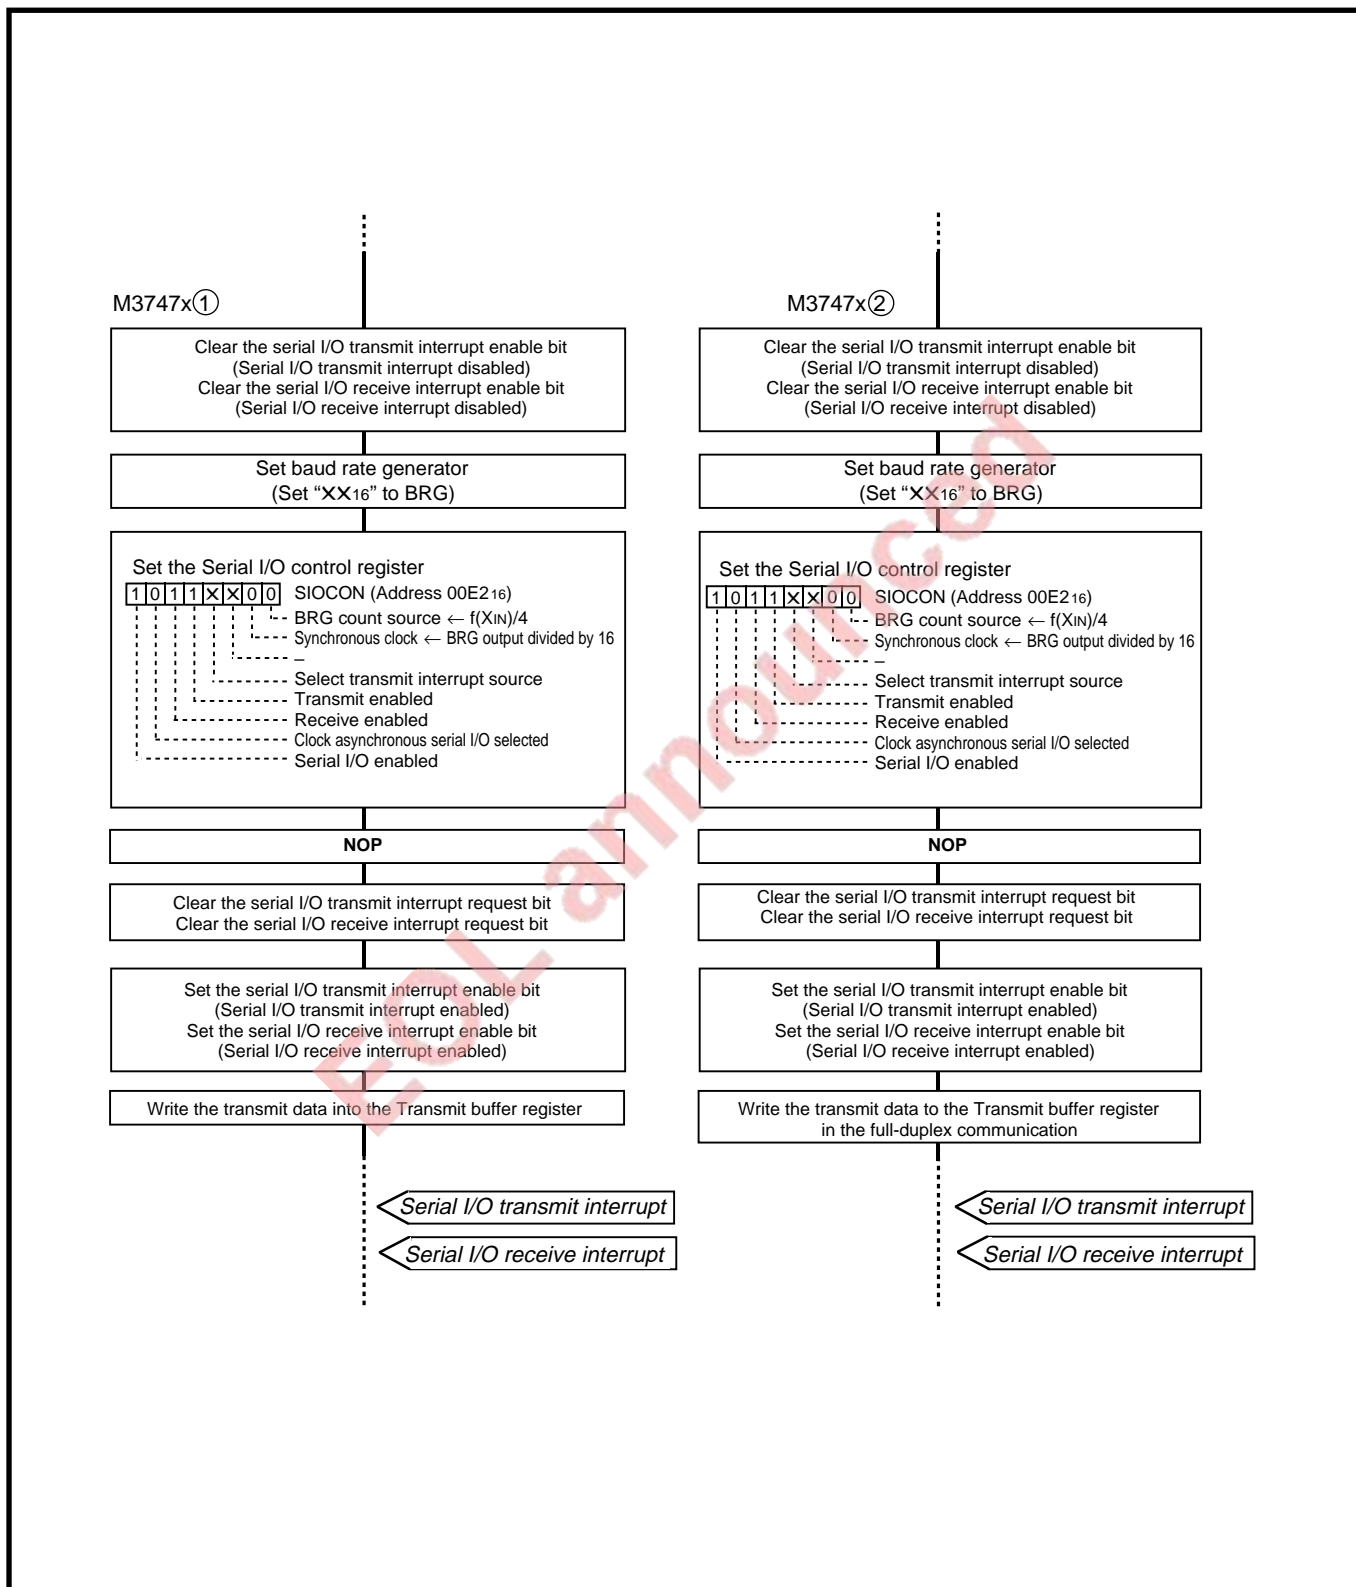 M3747x①
Clear the serial I/O transmit interrupt enable bit
(Serial I/O transmit interrupt disabled)
Clear the serial I/O receive interrupt enable bit
(Serial I/O receive interrupt disabled)
Set baud rate generator
(Set “✕✕16” to BRG)
Set the Serial I/O control register
1 0 1 1 ✕ ✕ 0 0 SIOCON (Address 00E216)
BRG count source ← f(XIN)/4
Synchronous clock ← BRG output divided by 16
–
Select transmit interrupt source
Transmit enabled
Receive enabled
Clock asynchronous serial I/O selected
Serial I/O enabled
NOP
Clear the serial I/O transmit interrupt request bit
Clear the serial I/O receive interrupt request bit
Set the serial I/O transmit interrupt enable bit
(Serial I/O transmit interrupt enabled)
Set the serial I/O receive interrupt enable bit
(Serial I/O receive interrupt enabled)
Write the transmit data into the Transmit buffer register
Serial I/O transmit interrupt
Serial I/O receive interrupt
M3747x②
Clear the serial I/O transmit interrupt enable bit
(Serial I/O transmit interrupt disabled)
Clear the serial I/O receive interrupt enable bit
(Serial I/O receive interrupt disabled)
Set baud rate generator
(Set “✕✕16” to BRG)
Set the Serial I/O control register
1 0 1 1 ✕ ✕ 0 0 SIOCON (Address 00E216)
BRG count source ← f(XIN)/4
Synchronous clock ← BRG output divided by 16
–
Select transmit interrupt source
Transmit enabled
Receive enabled
Clock asynchronous serial I/O selected
Serial I/O enabled
NOP
Clear the serial I/O transmit interrupt request bit
Clear the serial I/O receive interrupt request bit
Set the serial I/O transmit interrupt enable bit
(Serial I/O transmit interrupt enabled)
Set the serial I/O receive interrupt enable bit
(Serial I/O receive interrupt enabled)
Write the transmit data to the Transmit buffer register
in the full-duplex communication
Serial I/O transmit interrupt
Serial I/O receive interrupt
EOL announced